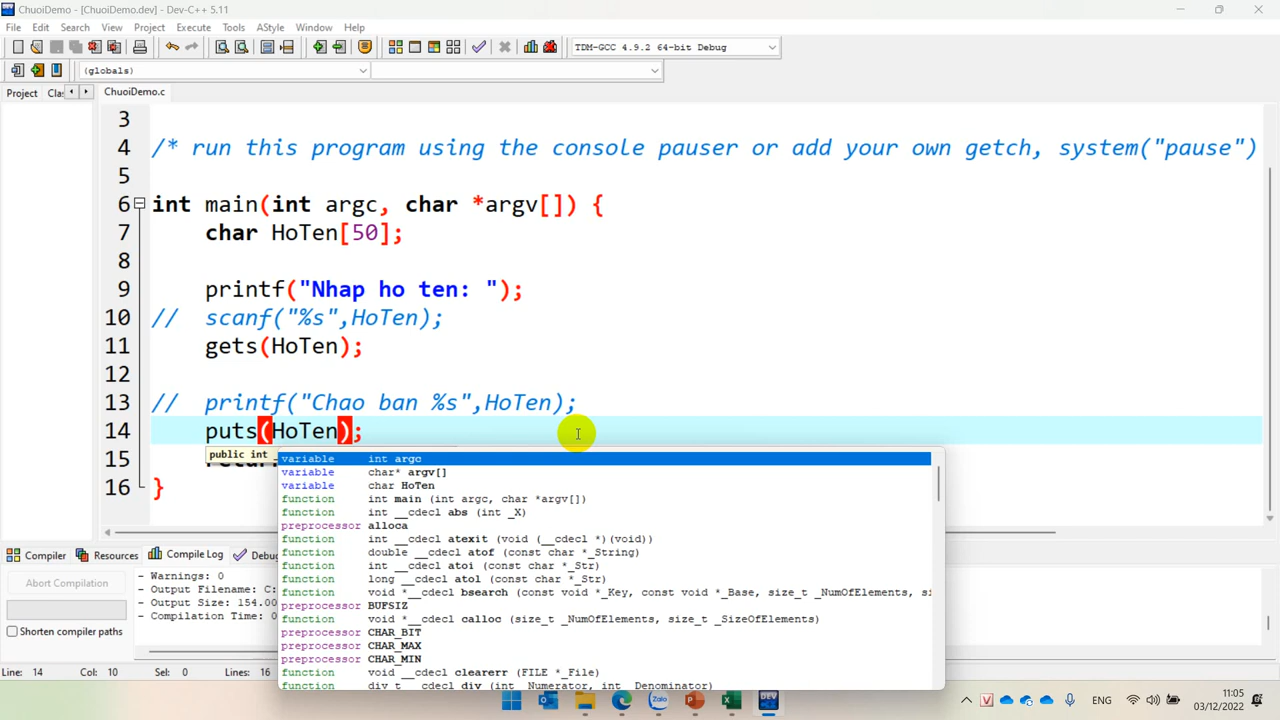 ChuoiDemo - [ChuoiDemo.dev] - Dev-C++ 5.11
File Edit Search View Project Execute Tools AStyle Window Help
TDM-GCC 4.9.2 64-bit Debug
(globals)
Project Clas ChuoiDemo.c
3
4 /* run this program using the console pauser or add your own getch, system("pause")
5
6 int main(int argc, char *argv[]) {
7 char HoTen[50];
8
9 printf("Nhap ho ten: ");
10 // scanf("%s",HoTen);
11 gets(HoTen);
12
13 // printf("Chao ban %s",HoTen);
14 puts(HoTen);
public int _
15
16 }
variable int argc
variable char* argv[]
variable char HoTen
function int main (int argc, char *argv[])
function int __cdecl abs (int _X)
preprocessor alloca
function int __cdecl atexit (void (__cdecl *)(void))
function double __cdecl atof (const char *_String)
function int __cdecl atoi (const char *_Str)
function long __cdecl atol (const char *_Str)
function void *__cdecl bsearch (const void *_Key, const void *_Base, size_t _NumOfElements, si
preprocessor BUFSIZ
function void *__cdecl calloc (size_t _NumOfElements, size_t _SizeOfElements)
preprocessor CHAR_BIT
preprocessor CHAR_MAX
preprocessor CHAR_MIN
function void __cdecl clearerr (FILE *_File)
function div_t __cdecl div (int _Numerator, int _Denominator)
Compiler Resources Compile Log Debu
Abort Compilation
Shorten compiler paths
- Warnings: 0
- Output Filename: C:
- Output Size: 154.00
- Compilation Time: 0
Line: 14 Col: 10 Sel: 0 Lines: 16
ENG
11:05
03/12/2022